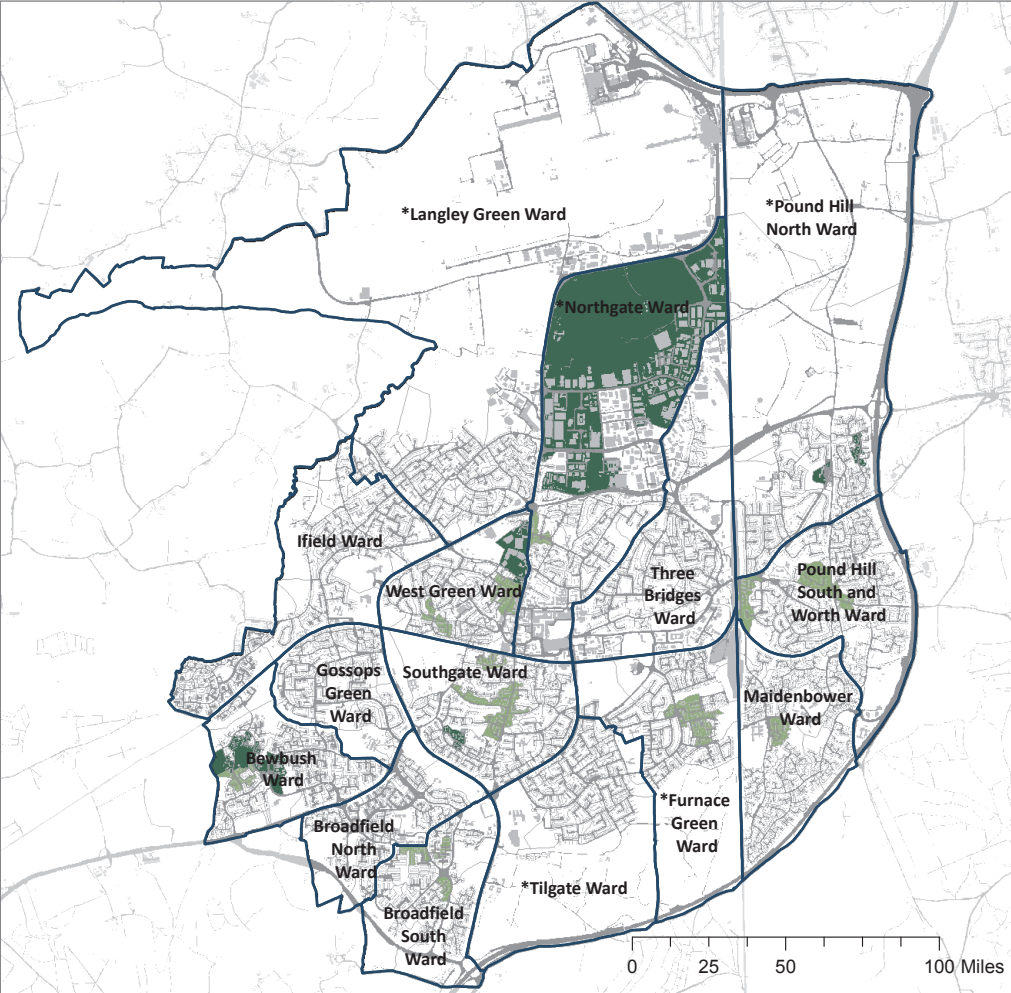 *Langley Green Ward
*Pound Hill
North Ward
*Northgate Ward
Ifield Ward
West Green Ward
Three
Bridges
Ward
Pound Hill
South and
Worth Ward
Gossops
Green
Ward
Southgate Ward
Maidenbower
Ward
Bewbush
Ward
*Furnace
Green
Ward
Broadfield
North
Ward
*Tilgate Ward
Broadfield
South
Ward
0 25 50 100 Miles